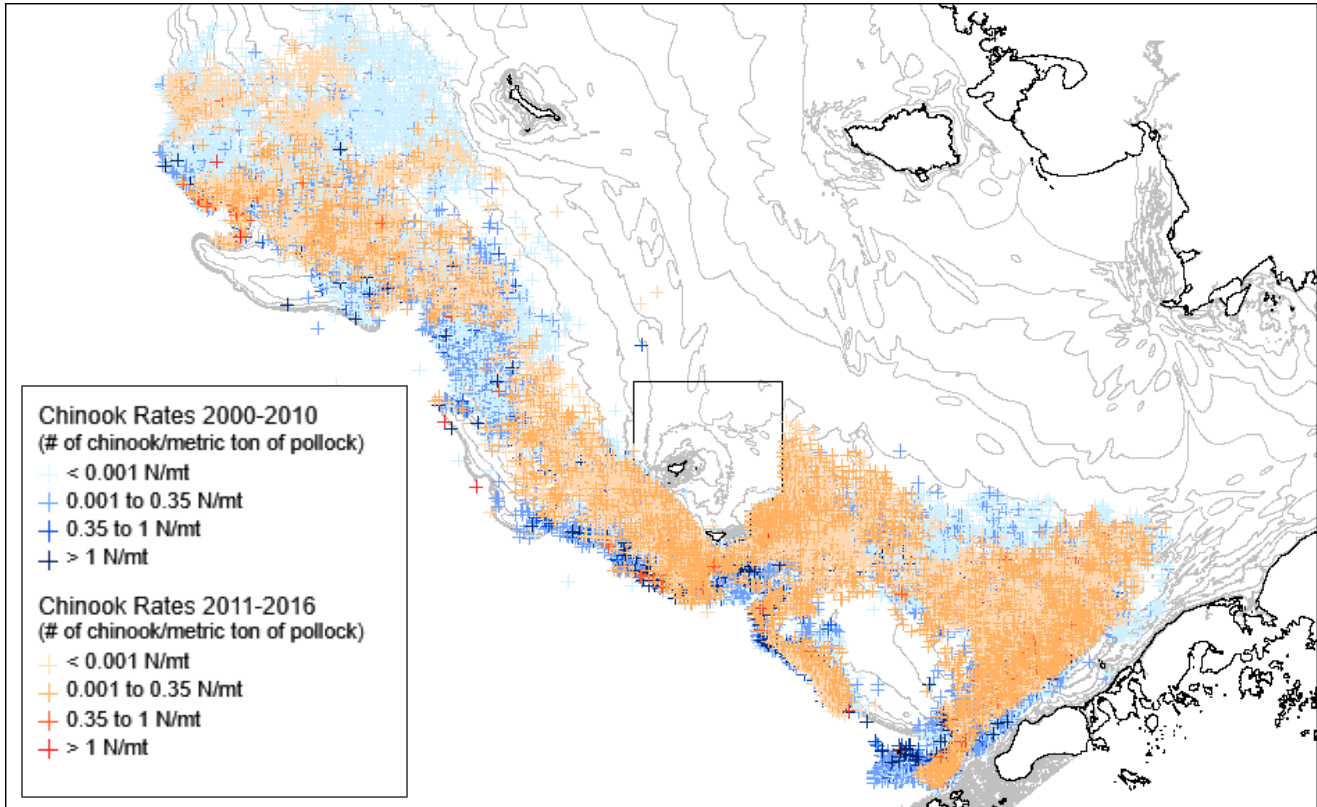 Chinook Rates 2000-2010
(# of chinook/metric ton of pollock)
< 0.001 N/mt
0.001 to 0.35 N/mt
0.35 to 1 N/mt
> 1 N/mt
Chinook Rates 2011-2016
(# of chinook/metric ton of pollock)
< 0.001 N/mt
0.001 to 0.35 N/mt
0.35 to 1 N/mt
> 1 N/mt